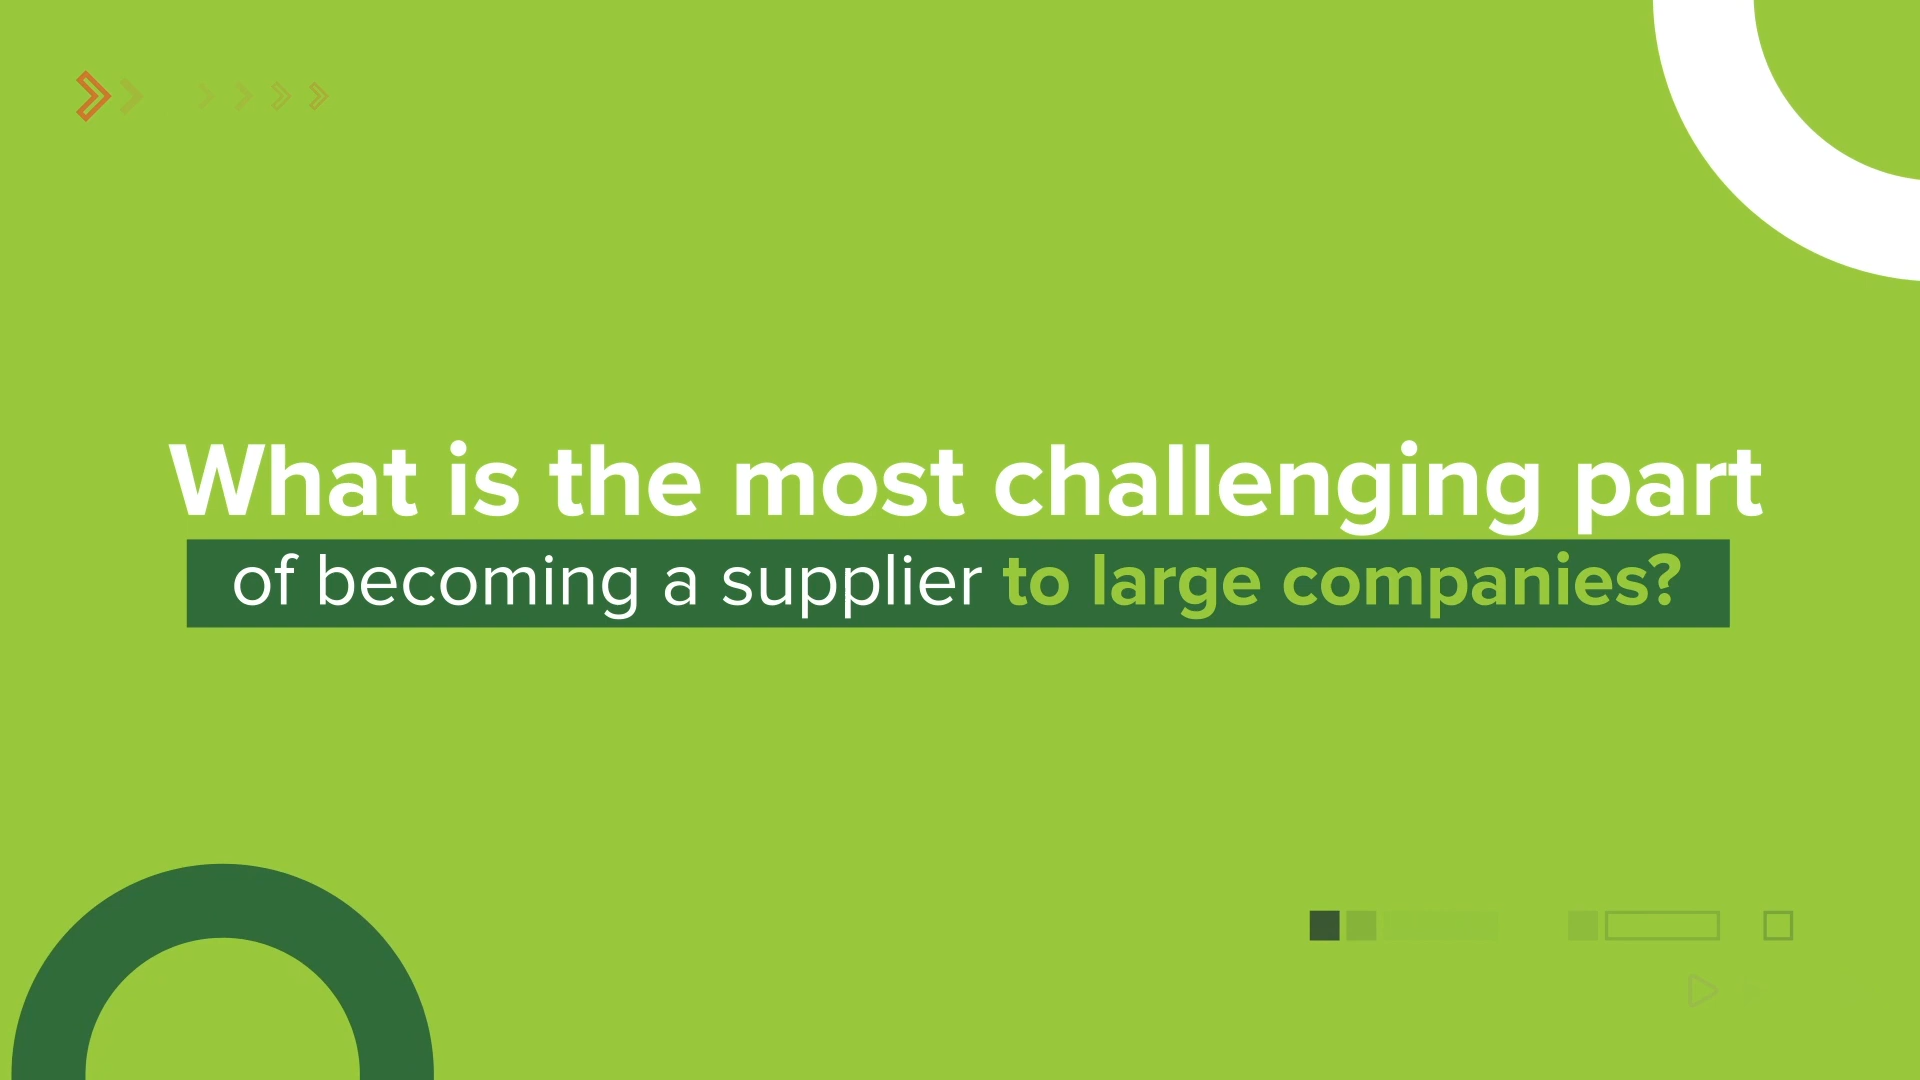 What is the most challenging part
of becoming a supplier to large companies?